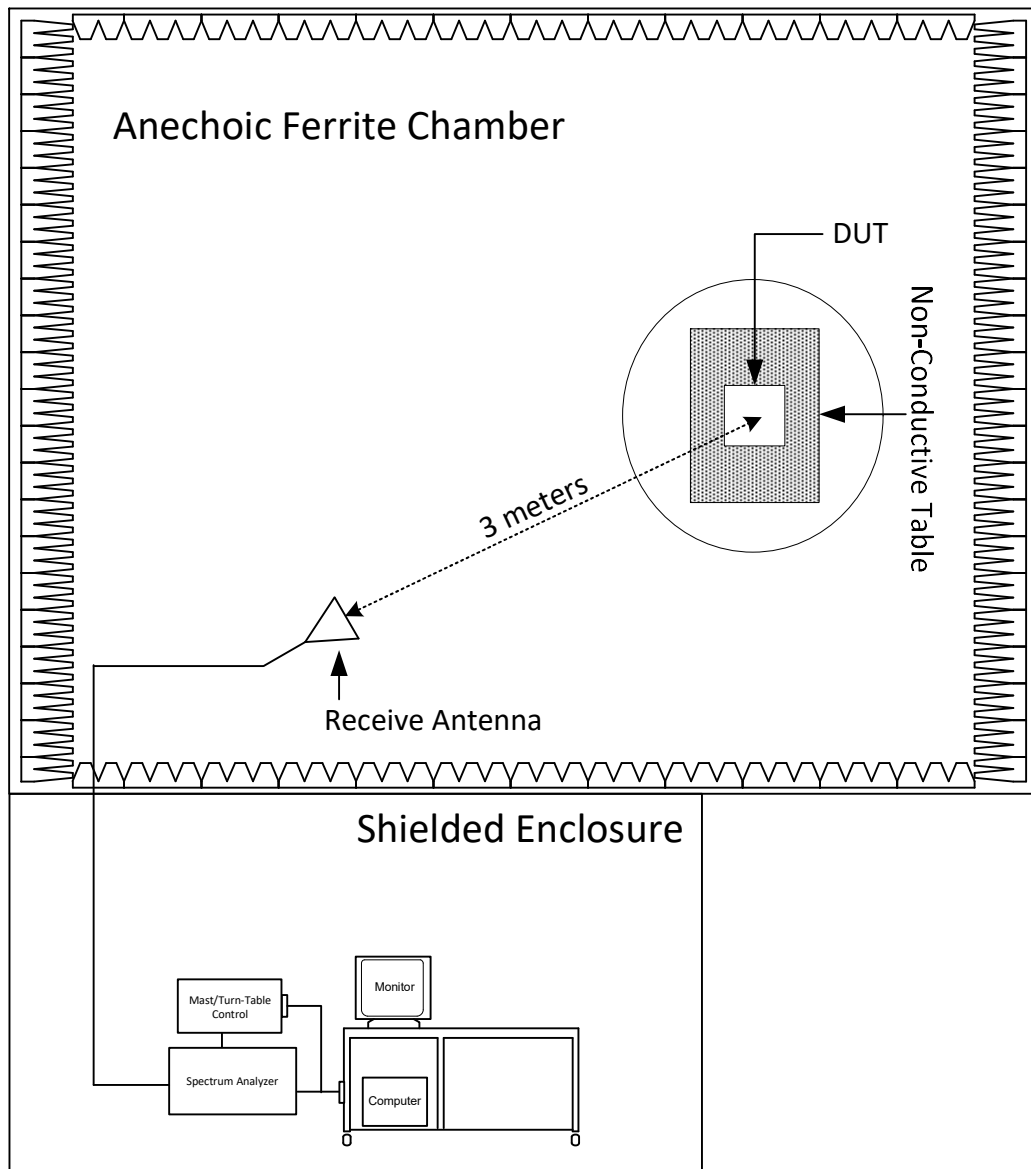 Anechoic Ferrite Chamber
DUT
Non-Conductive Table
3 meters
Receive Antenna
Shielded Enclosure
Monitor
Mast/Turn-Table
Control
Spectrum Analyzer
Computer